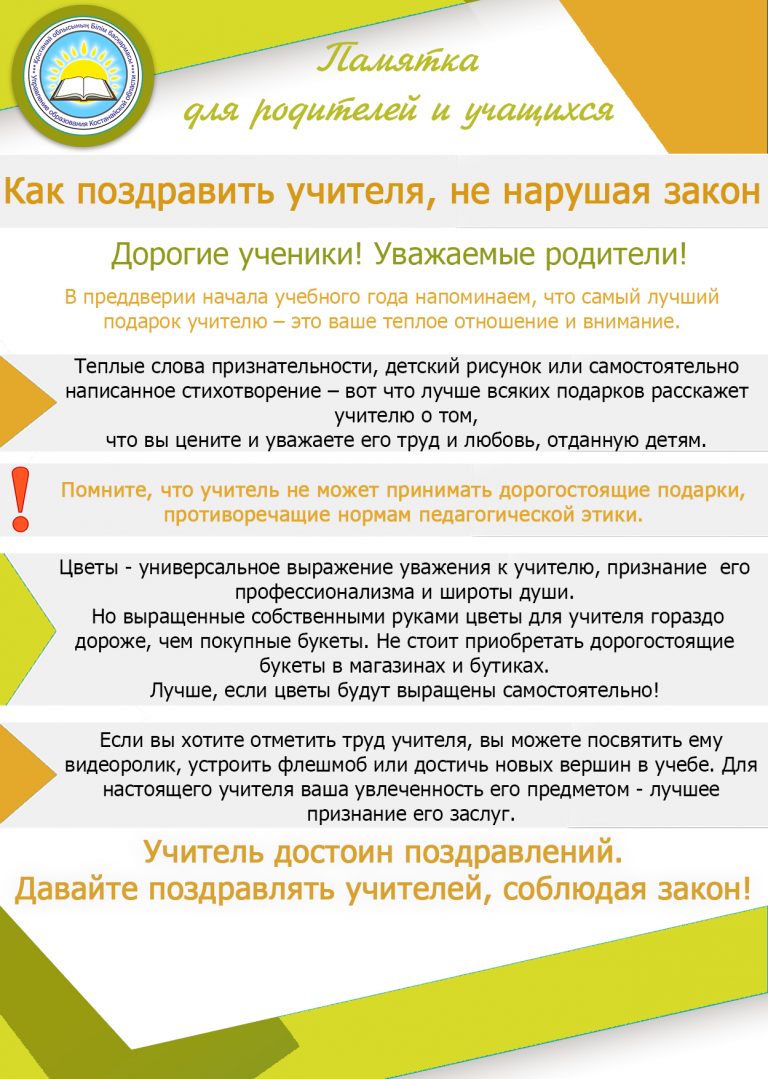 Қостанай облысының Білім басқармасы
Управление образования Костанайской области
Памятка
для родителей и учащихся
Как поздравить учителя, не нарушая закон
Дорогие ученики! Уважаемые родители!
В преддверии начала учебного года напоминаем, что самый лучший
подарок учителю – это ваше теплое отношение и внимание.
Теплые слова признательности, детский рисунок или самостоятельно
написанное стихотворение – вот что лучше всяких подарков расскажет
учителю о том,
что вы цените и уважаете его труд и любовь, отданную детям.
Помните, что учитель не может принимать дорогостоящие подарки,
противоречащие нормам педагогической этики.
Цветы - универсальное выражение уважения к учителю, признание его
профессионализма и широты души.
Но выращенные собственными руками цветы для учителя гораздо
дороже, чем покупные букеты. Не стоит приобретать дорогостоящие
букеты в магазинах и бутиках.
Лучше, если цветы будут выращены самостоятельно!
Если вы хотите отметить труд учителя, вы можете посвятить ему
видеоролик, устроить флешмоб или достичь новых вершин в учебе. Для
настоящего учителя ваша увлеченность его предметом - лучшее
признание его заслуг.
Учитель достоин поздравлений.
Давайте поздравлять учителей, соблюдая закон!